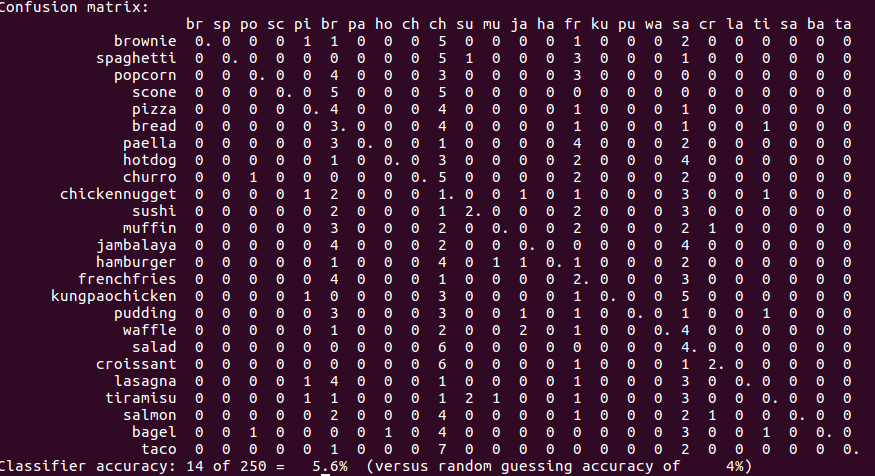 Confusion matrix:
br sp po sc pi br pa ho ch ch su mu ja ha fr ku pu wa sa cr la ti sa ba ta
brownie 0. 0 0 0 1 1 0 0 0 5 0 0 0 0 1 0 0 0 2 0 0 0 0 0 0
spaghetti 0 0. 0 0 0 0 0 0 0 5 1 0 0 0 3 0 0 0 1 0 0 0 0 0 0
popcorn 0 0 0. 0 0 4 0 0 0 3 0 0 0 0 3 0 0 0 0 0 0 0 0 0 0
scone 0 0 0 0. 0 5 0 0 0 5 0 0 0 0 0 0 0 0 0 0 0 0 0 0 0
pizza 0 0 0 0 0. 4 0 0 0 4 0 0 0 0 1 0 0 0 1 0 0 0 0 0 0
bread 0 0 0 0 0 3. 0 0 0 4 0 0 0 0 1 0 0 0 1 0 0 1 0 0 0
paella 0 0 0 0 0 3 0. 0 0 1 0 0 0 0 4 0 0 0 2 0 0 0 0 0 0
hotdog 0 0 0 0 0 1 0 0. 0 3 0 0 0 0 2 0 0 0 4 0 0 0 0 0 0
churro 0 0 1 0 0 0 0 0 0. 5 0 0 0 0 2 0 0 0 2 0 0 0 0 0 0
chickennugget 0 0 0 0 1 2 0 0 0 1. 0 0 1 0 1 0 0 0 3 0 0 1 0 0 0
sushi 0 0 0 0 0 2 0 0 0 1 2. 0 0 0 2 0 0 0 3 0 0 0 0 0 0
muffin 0 0 0 0 0 3 0 0 0 2 0 0. 0 0 2 0 0 0 2 1 0 0 0 0 0
jambalaya 0 0 0 0 0 4 0 0 0 2 0 0 0. 0 0 0 0 0 4 0 0 0 0 0 0
hamburger 0 0 0 0 0 1 0 0 0 4 0 1 1 0. 1 0 0 0 2 0 0 0 0 0 0
frenchfries 0 0 0 0 0 4 0 0 0 1 0 0 0 0 2. 0 0 0 3 0 0 0 0 0 0
kungpaochicken 0 0 0 0 1 0 0 0 0 3 0 0 0 0 1 0. 0 0 5 0 0 0 0 0 0
pudding 0 0 0 0 0 3 0 0 0 3 0 0 1 0 1 0 0. 0 1 0 0 1 0 0 0
waffle 0 0 0 0 0 1 0 0 0 2 0 0 2 0 1 0 0 0. 4 0 0 0 0 0 0
salad 0 0 0 0 0 0 0 0 0 6 0 0 0 0 0 0 0 0 4. 0 0 0 0 0 0
croissant 0 0 0 0 0 0 0 0 0 6 0 0 0 0 1 0 0 0 1 2. 0 0 0 0 0
lasagna 0 0 0 0 1 4 0 0 0 1 0 0 0 0 1 0 0 0 3 0 0. 0 0 0 0
tiramisu 0 0 0 0 1 1 0 0 0 1 2 1 0 0 1 0 0 0 3 0 0 0. 0 0 0
salmon 0 0 0 0 0 2 0 0 0 4 0 0 0 0 1 0 0 0 2 1 0 0 0. 0 0
bagel 0 0 1 0 0 0 0 1 0 4 0 0 0 0 0 0 0 0 3 0 0 1 0 0. 0
taco 0 0 0 0 0 1 0 0 0 7 0 0 0 0 0 0 0 0 2 0 0 0 0 0 0.
Classifier accuracy: 14 of 250 = 5.6% (versus random guessing accuracy of 4%)